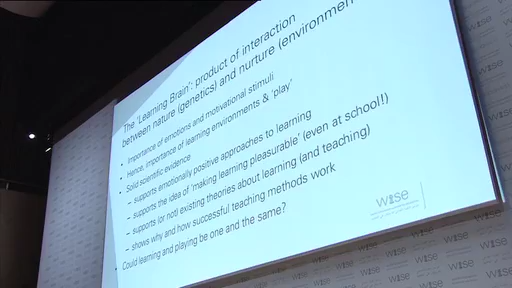 The 'Learning Brain': product of interaction
between nature (genetics) and nurture (environmen
• Importance of emotions and motivational stimuli
• Hence, importance of learning environments & 'play'
• Solid scientific evidence
– supports emotionally positive approaches to learning
– supports the idea of 'making learning pleasurable' (even at school!)
– supports (or not) existing theories about learning (and teaching)
– shows why and how successful teaching methods work
• Could learning and playing be one and the same?
wise